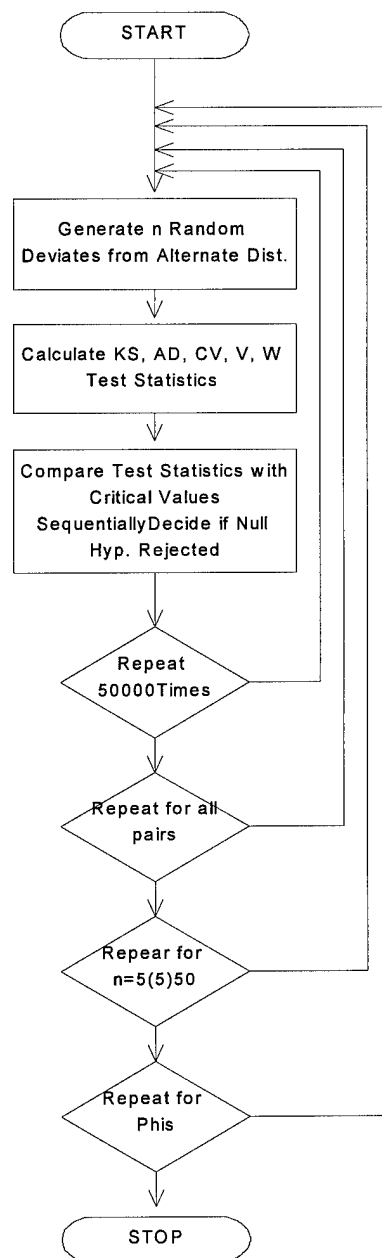 START
Generate n Random
Deviates from Alternate Dist.
Calculate KS, AD, CV, V, W
Test Statistics
Compare Test Statistics with
Critical Values
SequentiallyDecide if Null
Hyp. Rejected
Repeat
50000Times
Repeat for all
pairs
Repear for
n=5(5)50
Repeat for
Phis
STOP